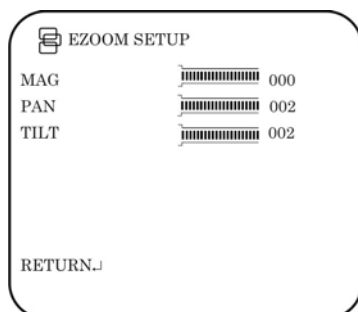 EZOOM SETUP
MAG 000
PAN 002
TILT 002
RETURN↵